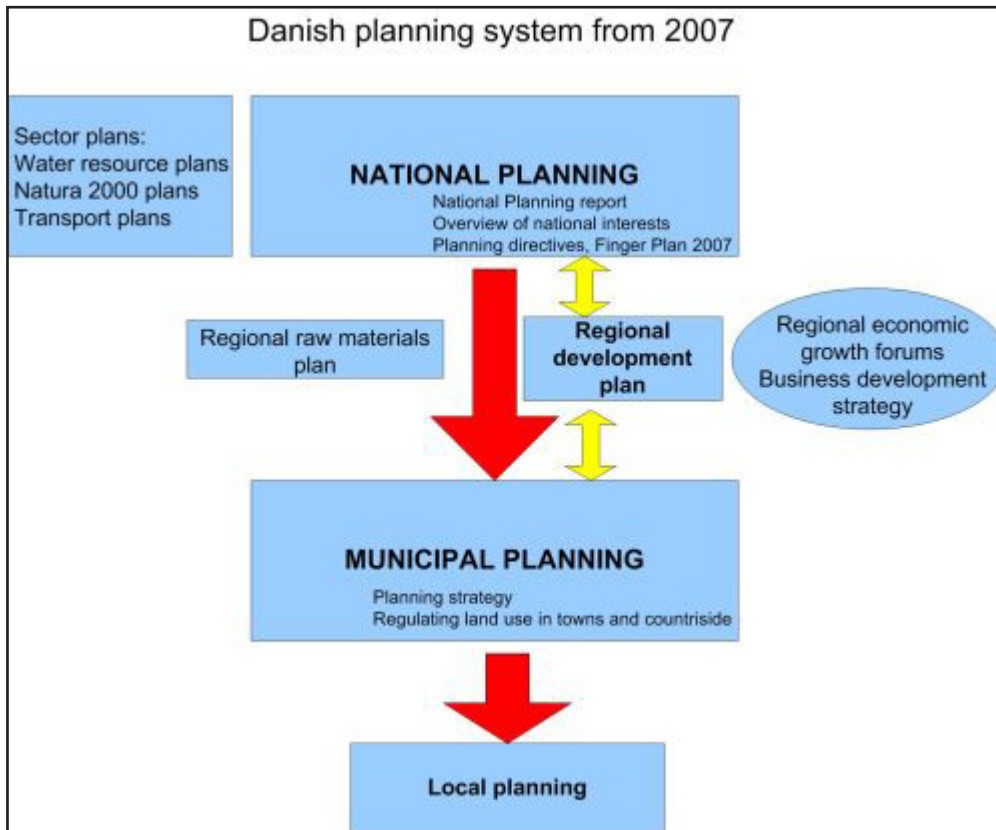 Danish planning system from 2007
Sector plans:
Water resource plans
Natura 2000 plans
Transport plans
NATIONAL PLANNING
National Planning report
Overview of national interests
Planning directives, Finger Plan 2007
Regional raw materials
plan
Regional
development
plan
Regional economic
growth forums
Business development
strategy
MUNICIPAL PLANNING
Planning strategy
Regulating land use in towns and countriside
Local planning